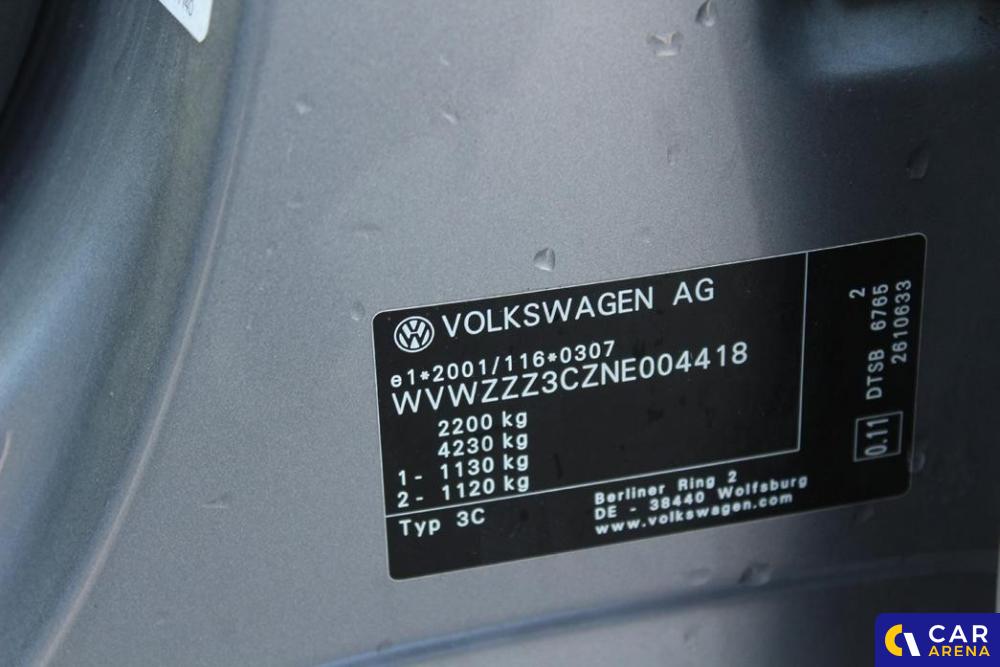 VOLKSWAGEN AG
e1*2001/116*0307
WVWZZZ3CZNE004418
2200 kg
4230 kg
1- 1130 kg
2- 1120 kg
Typ 3C
Berliner Ring 2
DE - 38440 Wolfsburg
www.volkswagen.com
2
DTSB 6765
2610633
0.11
CAR
ARENA